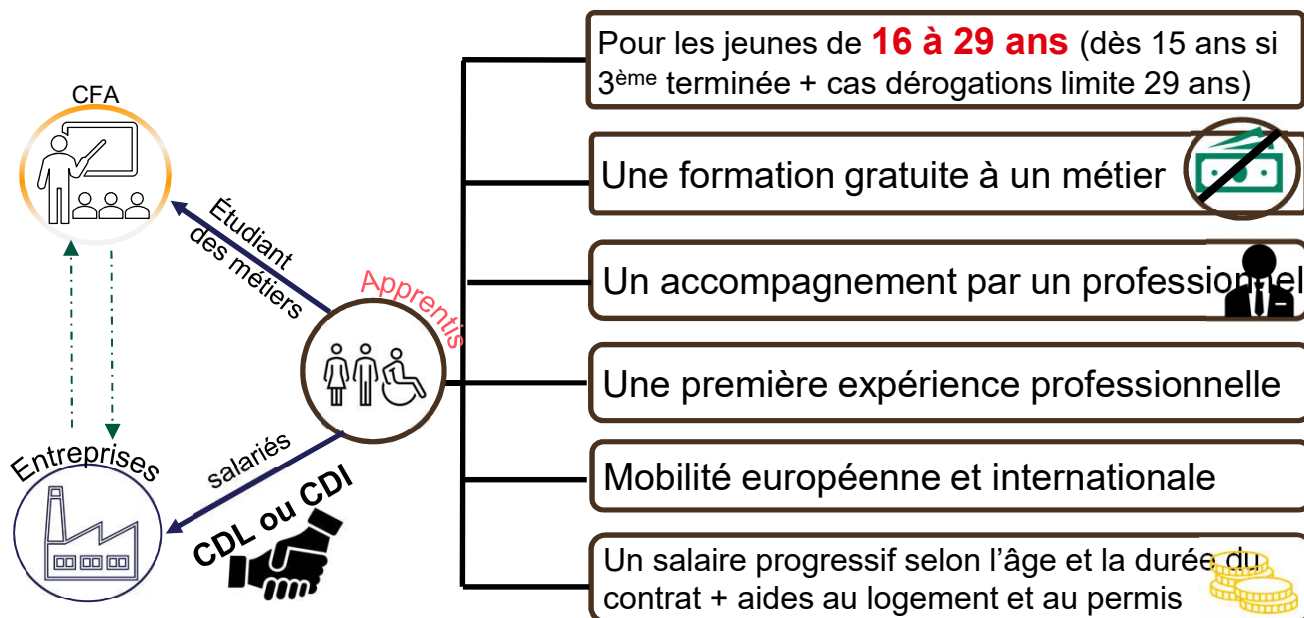 CFA
Étudiant
des métiers
Apprentis
Entreprises
salariés
CDL ou CDI
Pour les jeunes de 16 à 29 ans (dès 15 ans si
3ème terminée + cas dérogations limite 29 ans)
Une formation gratuite à un métier
Un accompagnement par un professionnel
Une première expérience professionnelle
Mobilité européenne et internationale
Un salaire progressif selon l’âge et la durée du
contrat + aides au logement et au permis